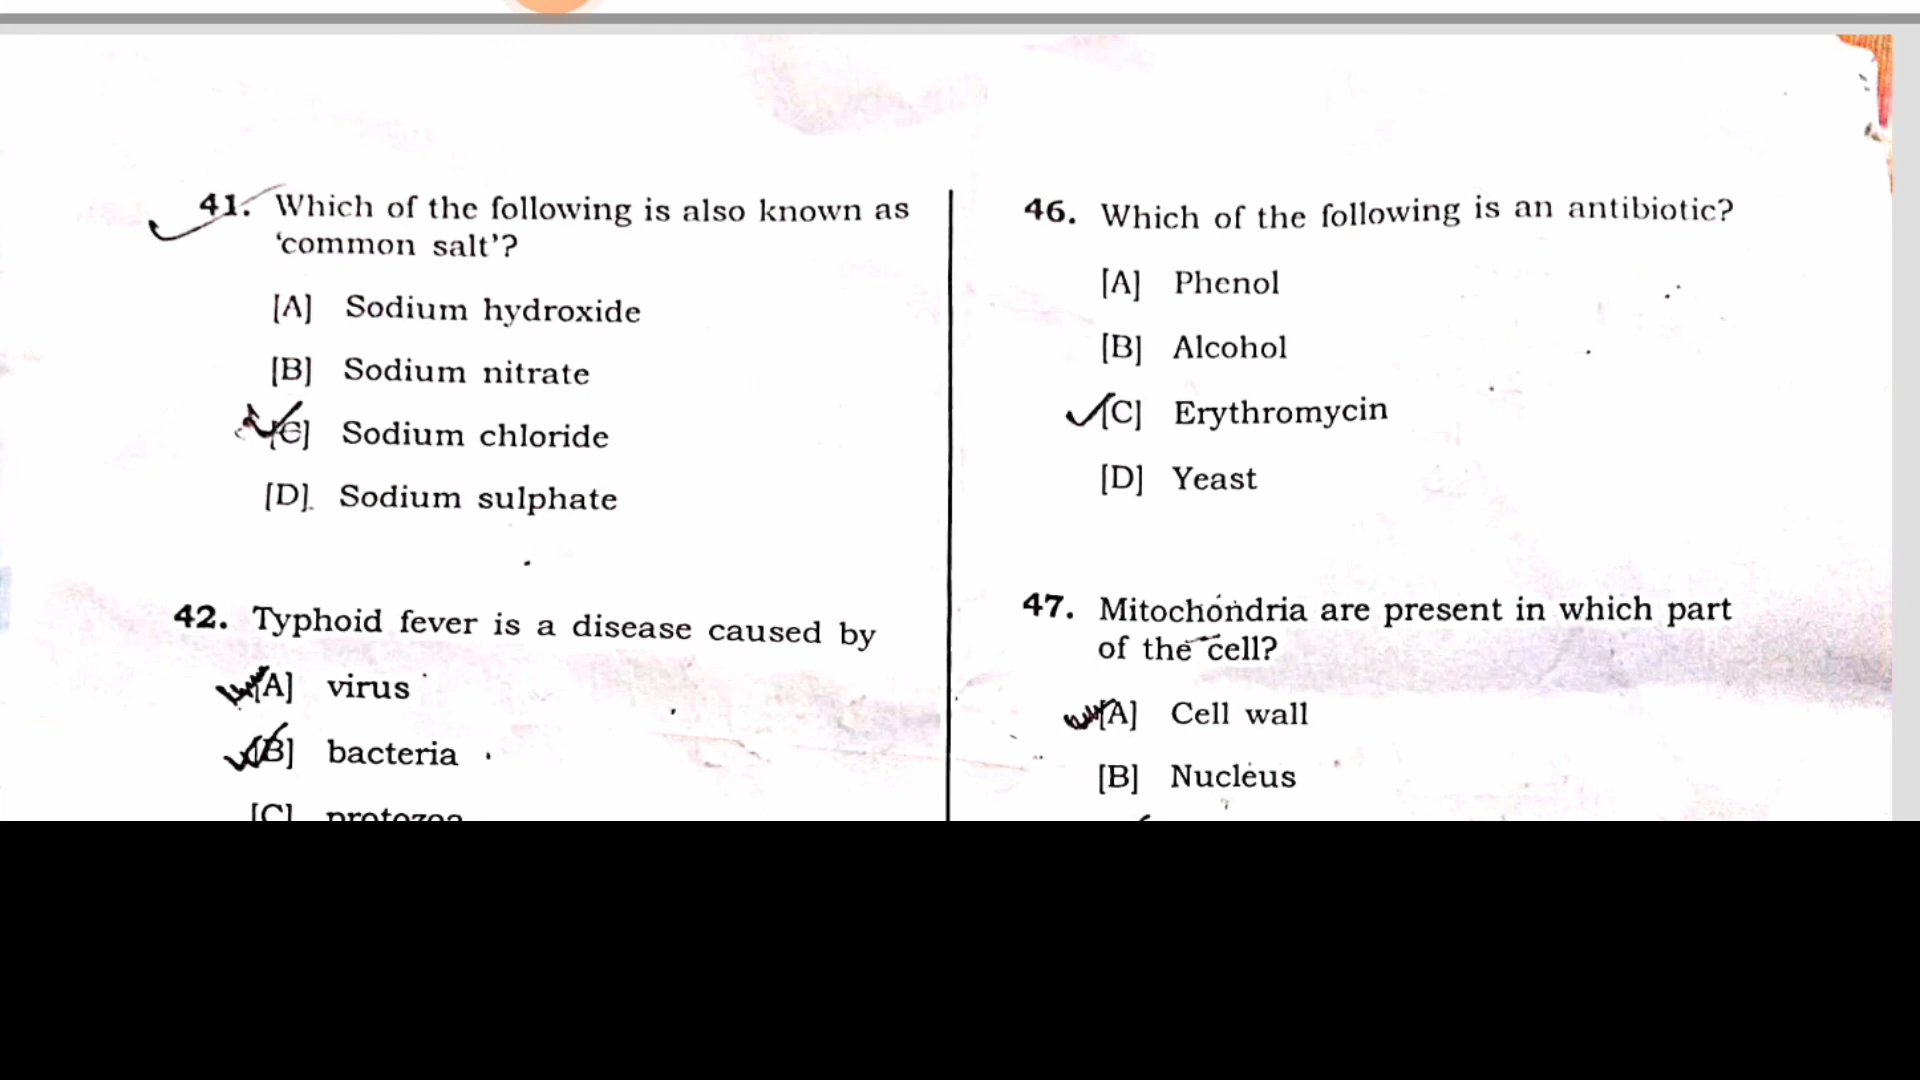 41. Which of the following is also known as
'common salt'?
[A] Sodium hydroxide
[B] Sodium nitrate
[C] Sodium chloride
[D] Sodium sulphate
42. Typhoid fever is a disease caused by
[A] virus
[B] bacteria
[C] protozoa
46. Which of the following is an antibiotic?
[A] Phenol
[B] Alcohol
[C] Erythromycin
[D] Yeast
47. Mitochondria are present in which part
of the cell?
[A] Cell wall
[B] Nucleus